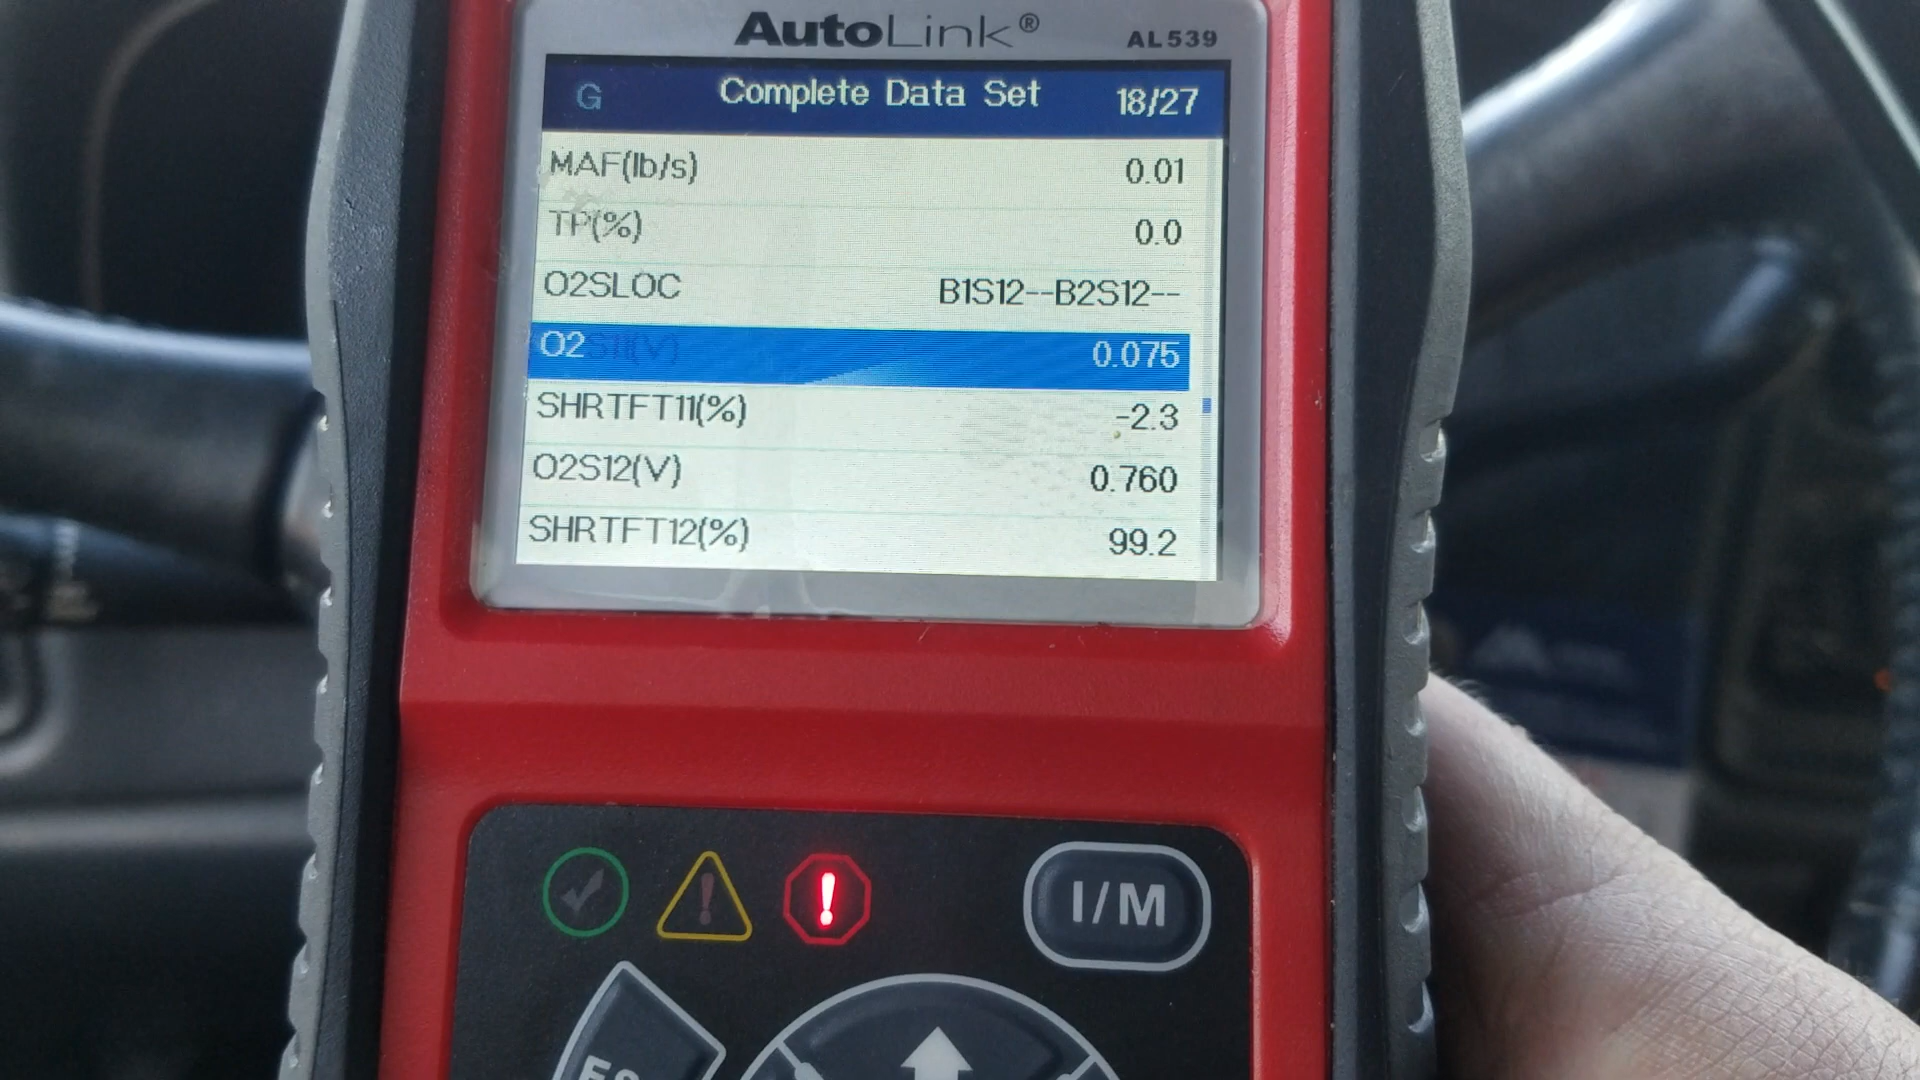 AutoLink®
AL539
G Complete Data Set 18/27
MAF(lb/s) 0.01
TP(%) 0.0
O2SLOC B1S12--B2S12--
O2S11(V) 0.075
SHRTFT11(%) -2.3
O2S12(V) 0.760
SHRTFT12(%) 99.2
! ! I/M